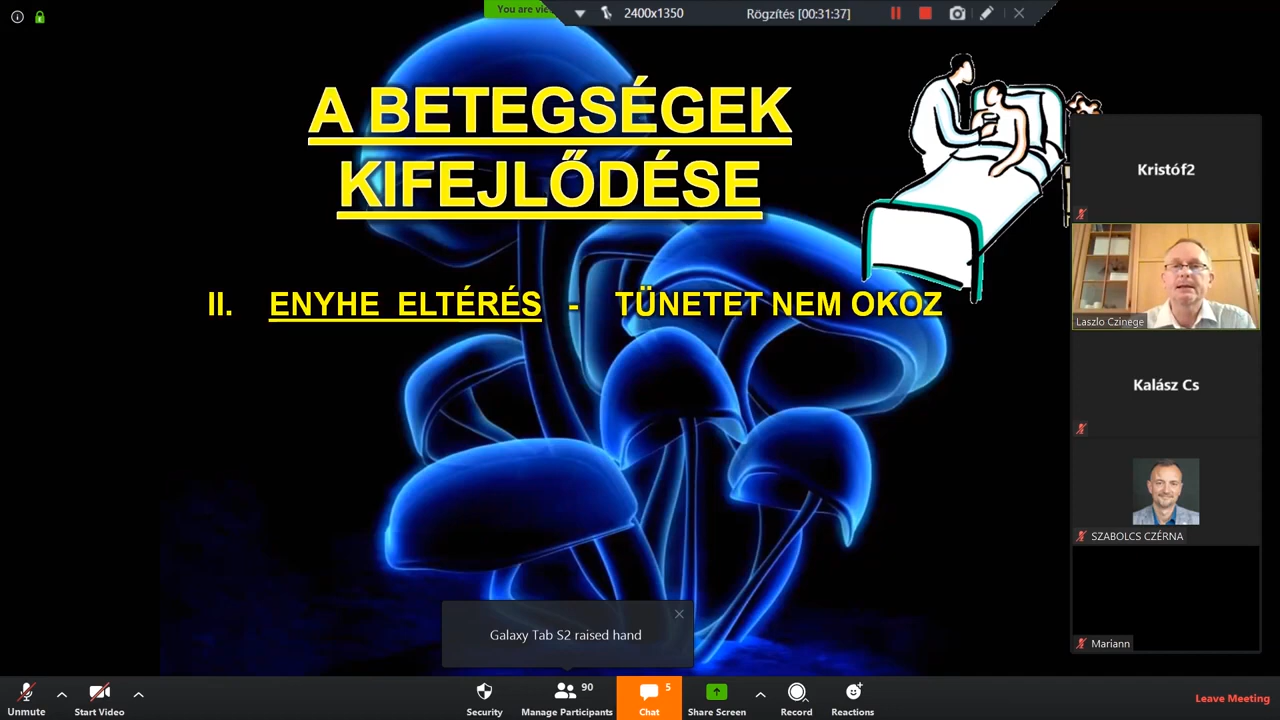 You are vie
2400x1350
Rögzítés [00:31:37]
A BETEGSÉGEK
KIFEJLŐDÉSE
II. ENYHE ELTÉRÉS - TÜNETET NEM OKOZ
Kristóf2
Laszlo Czinege
Kalász Cs
SZABOLCS CZÉRNA
Mariann
Galaxy Tab S2 raised hand
Unmute
Start Video
Security
90
Manage Participants
5
Chat
Share Screen
Record
Reactions
Leave Meeting